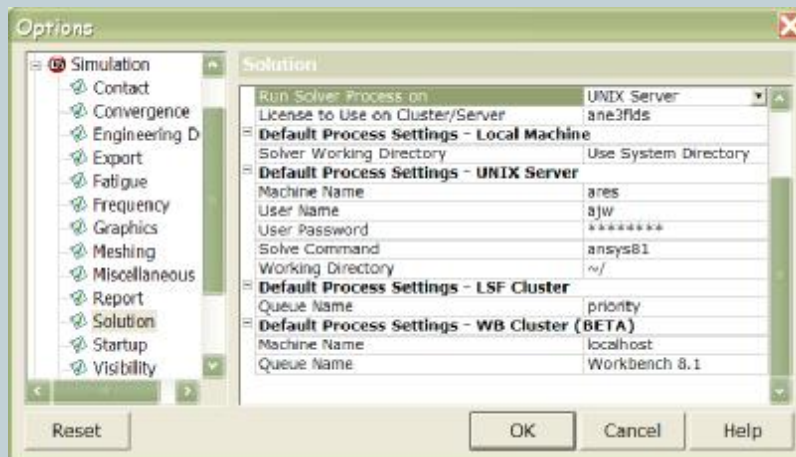 Options
Simulation
Contact
Convergence
Engineering D
Export
Fatigue
Frequency
Graphics
Meshing
Miscellaneous
Report
Solution
Startup
Visibility
Solution
Run Solver Process on UNIX Server
License to Use on Cluster/Server ane3flds
Default Process Settings - Local Machine
Solver Working Directory Use System Directory
Default Process Settings - UNIX Server
Machine Name ares
User Name ajw
User Password ********
Solve Command ansys81
Working Directory ~/
Default Process Settings - LSF Cluster
Queue Name priority
Default Process Settings - WB Cluster (BETA)
Machine Name localhost
Queue Name Workbench 8.1
Reset OK Cancel Help